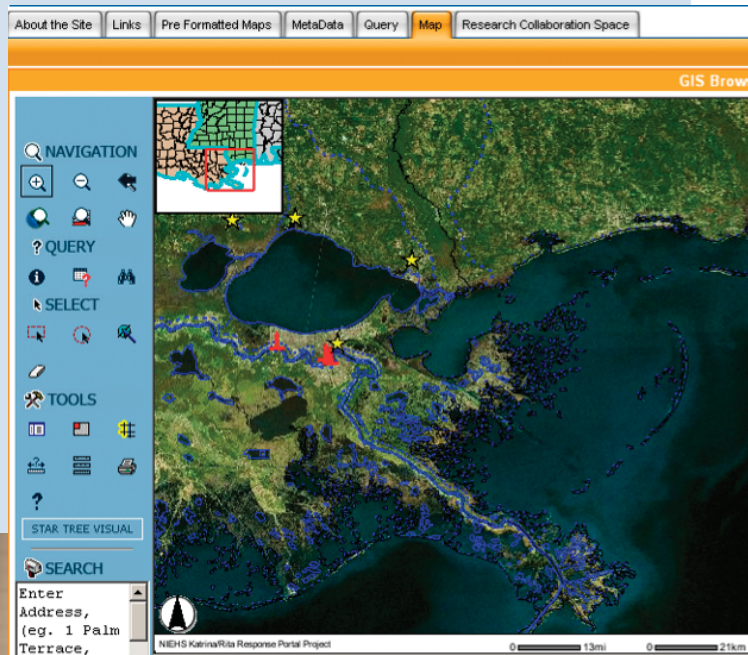 About the Site Links Pre Formatted Maps MetaData Query Map Research Collaboration Space
GIS Brow
NAVIGATION
? QUERY
SELECT
TOOLS
STAR TREE VISUAL
SEARCH
Enter
Address,
(eg. 1 Palm
Terrace,
NIEHS Katrina/Rita Response Portal Project
0 13mi 0 21km